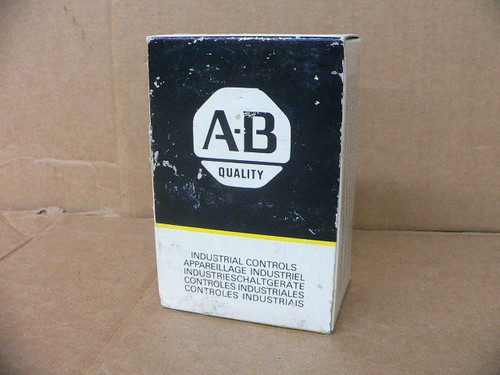 A-B
QUALITY
INDUSTRIAL CONTROLS
APPAREILLAGE INDUSTRIEL
INDUSTRIESCHALTGERÄTE
CONTROLES INDUSTRIALES
CONTROLES INDUSTRIAIS